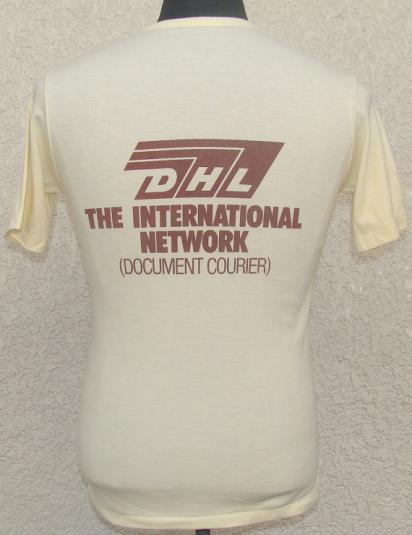 DHL
THE INTERNATIONAL
NETWORK
(DOCUMENT COURIER)